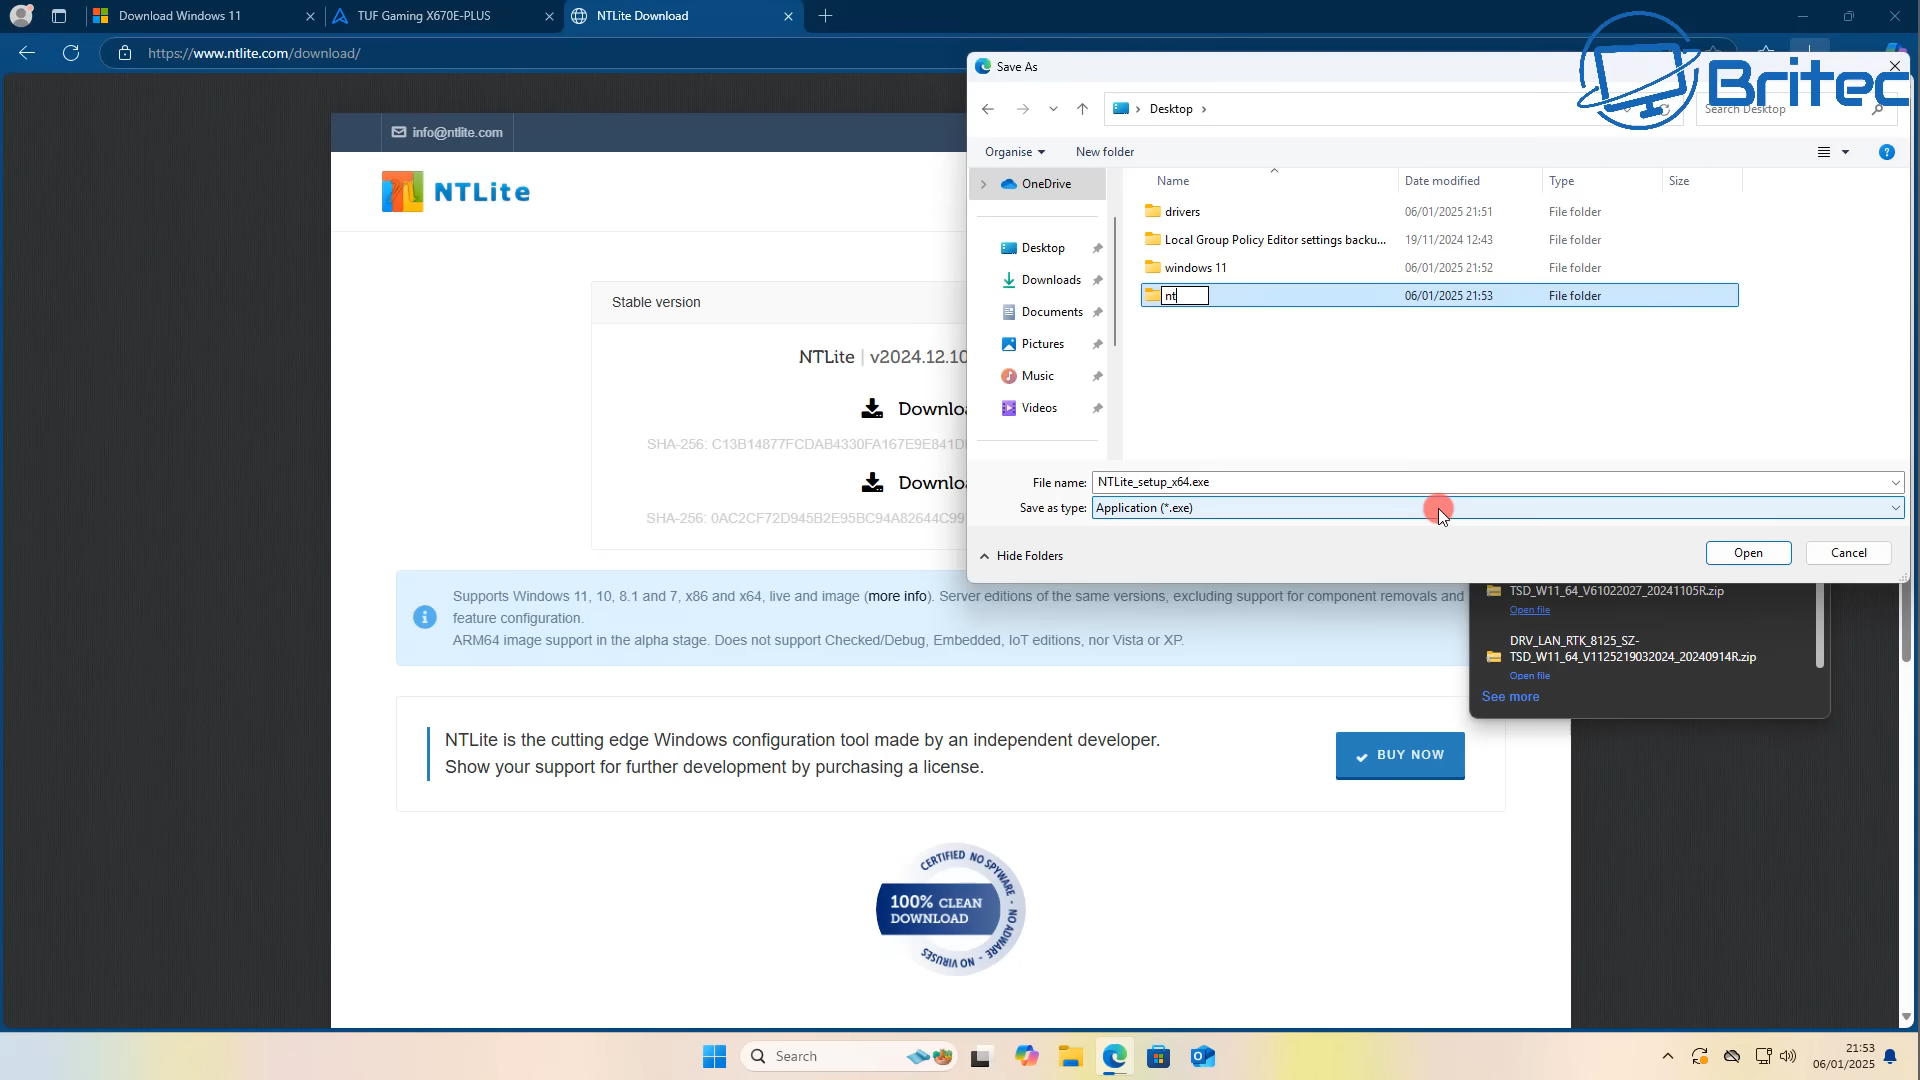 Download Windows 11
TUF Gaming X670E-PLUS
NTLite Download
https://www.ntlite.com/download/
Britec
Save As
Desktop
Search Desktop
Organise
New folder
Name
Date modified
Type
Size
OneDrive
Desktop
Downloads
Documents
Pictures
Music
Videos
drivers 06/01/2025 21:51 File folder
Local Group Policy Editor settings backu... 19/11/2024 12:43 File folder
windows 11 06/01/2025 21:52 File folder
nt 06/01/2025 21:53 File folder
File name: NTLite_setup_x64.exe
Save as type: Application (*.exe)
Hide Folders
Open
Cancel
info@ntlite.com
NTLite
Stable version
NTLite | v2024.12.10
SHA-256: C13B14877FCDAB4330FA167E9E841D
SHA-256: 0AC2CF72D945B2E95BC94A82644C99
Supports Windows 11, 10, 8.1 and 7, x86 and x64, live and image (more info). Server editions of the same versions, excluding support for component removals and
feature configuration.
ARM64 image support in the alpha stage. Does not support Checked/Debug, Embedded, IoT editions, nor Vista or XP.
TSD_W11_64_V61022027_20241105R.zip
Open file
DRV_LAN_RTK_8125_SZ-
TSD_W11_64_V1125219032024_20240914R.zip
Open file
See more
NTLite is the cutting edge Windows configuration tool made by an independent developer.
Show your support for further development by purchasing a license.
BUY NOW
CERTIFIED NO SPYWARE - NO ADWARE - NO VIRUSES
100% CLEAN
DOWNLOAD
Search
21:53
06/01/2025